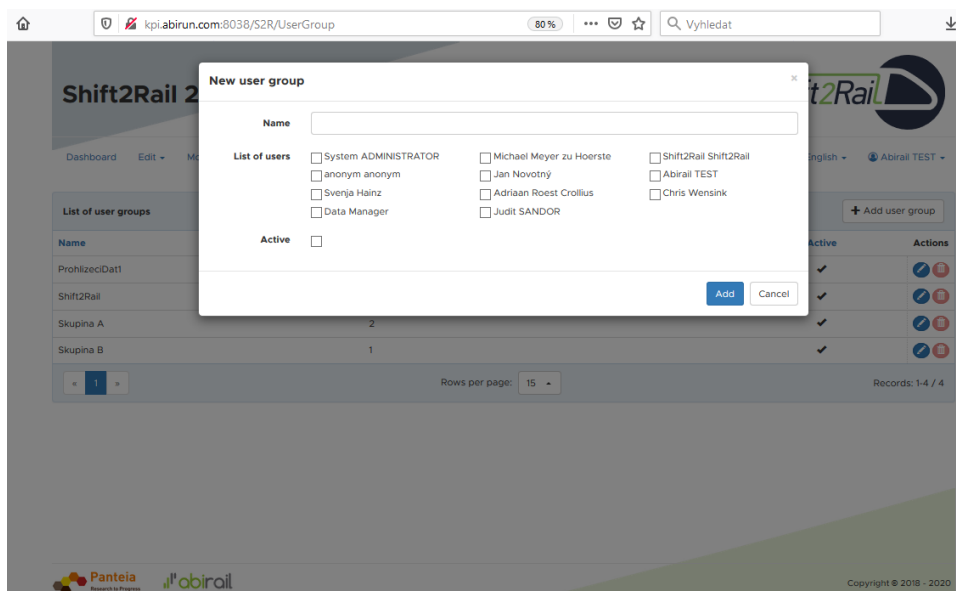 kpi.abirun.com:8038/S2R/UserGroup
80 %
Vyhledat
Shift2Rail 2
New user group
×
t2Rail
Name
Dashboard Edit
List of users
System ADMINISTRATOR Michael Meyer zu Hoerste Shift2Rail Shift2Rail
anonym anonym Jan Novotný Abirail TEST
Svenja Hainz Adriaan Roest Crollius Chris Wensink
Data Manager Judit SANDOR
Abirail TEST
Active
List of user groups
+ Add user group
Name Active Actions
ProhlizeciDat1
Add Cancel
Shift2Rail
Skupina A 2
Skupina B 1
« 1 » Rows per page: 15 Records: 1-4 / 4
Panteia
Research to Progress
abirail
Copyright © 2018 - 2020